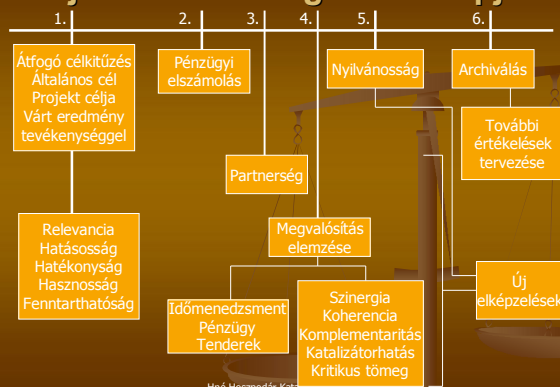 1.
2.
3.
4.
5.
6.
Átfogó célkitűzés
Általános cél
Projekt célja
Várt eredmény
tevékenységgel
Pénzügyi
elszámolás
Nyilvánosság
Archiválás
További
értékelések
tervezése
Partnerség
Relevancia
Hatásosság
Hatékonyság
Hasznosság
Fenntarthatóság
Megvalósítás
elemzése
Időmenedzsment
Pénzügy
Tenderek
Szinergia
Koherencia
Komplementaritás
Katalizátorhatás
Kritikus tömeg
Új
elképzelések